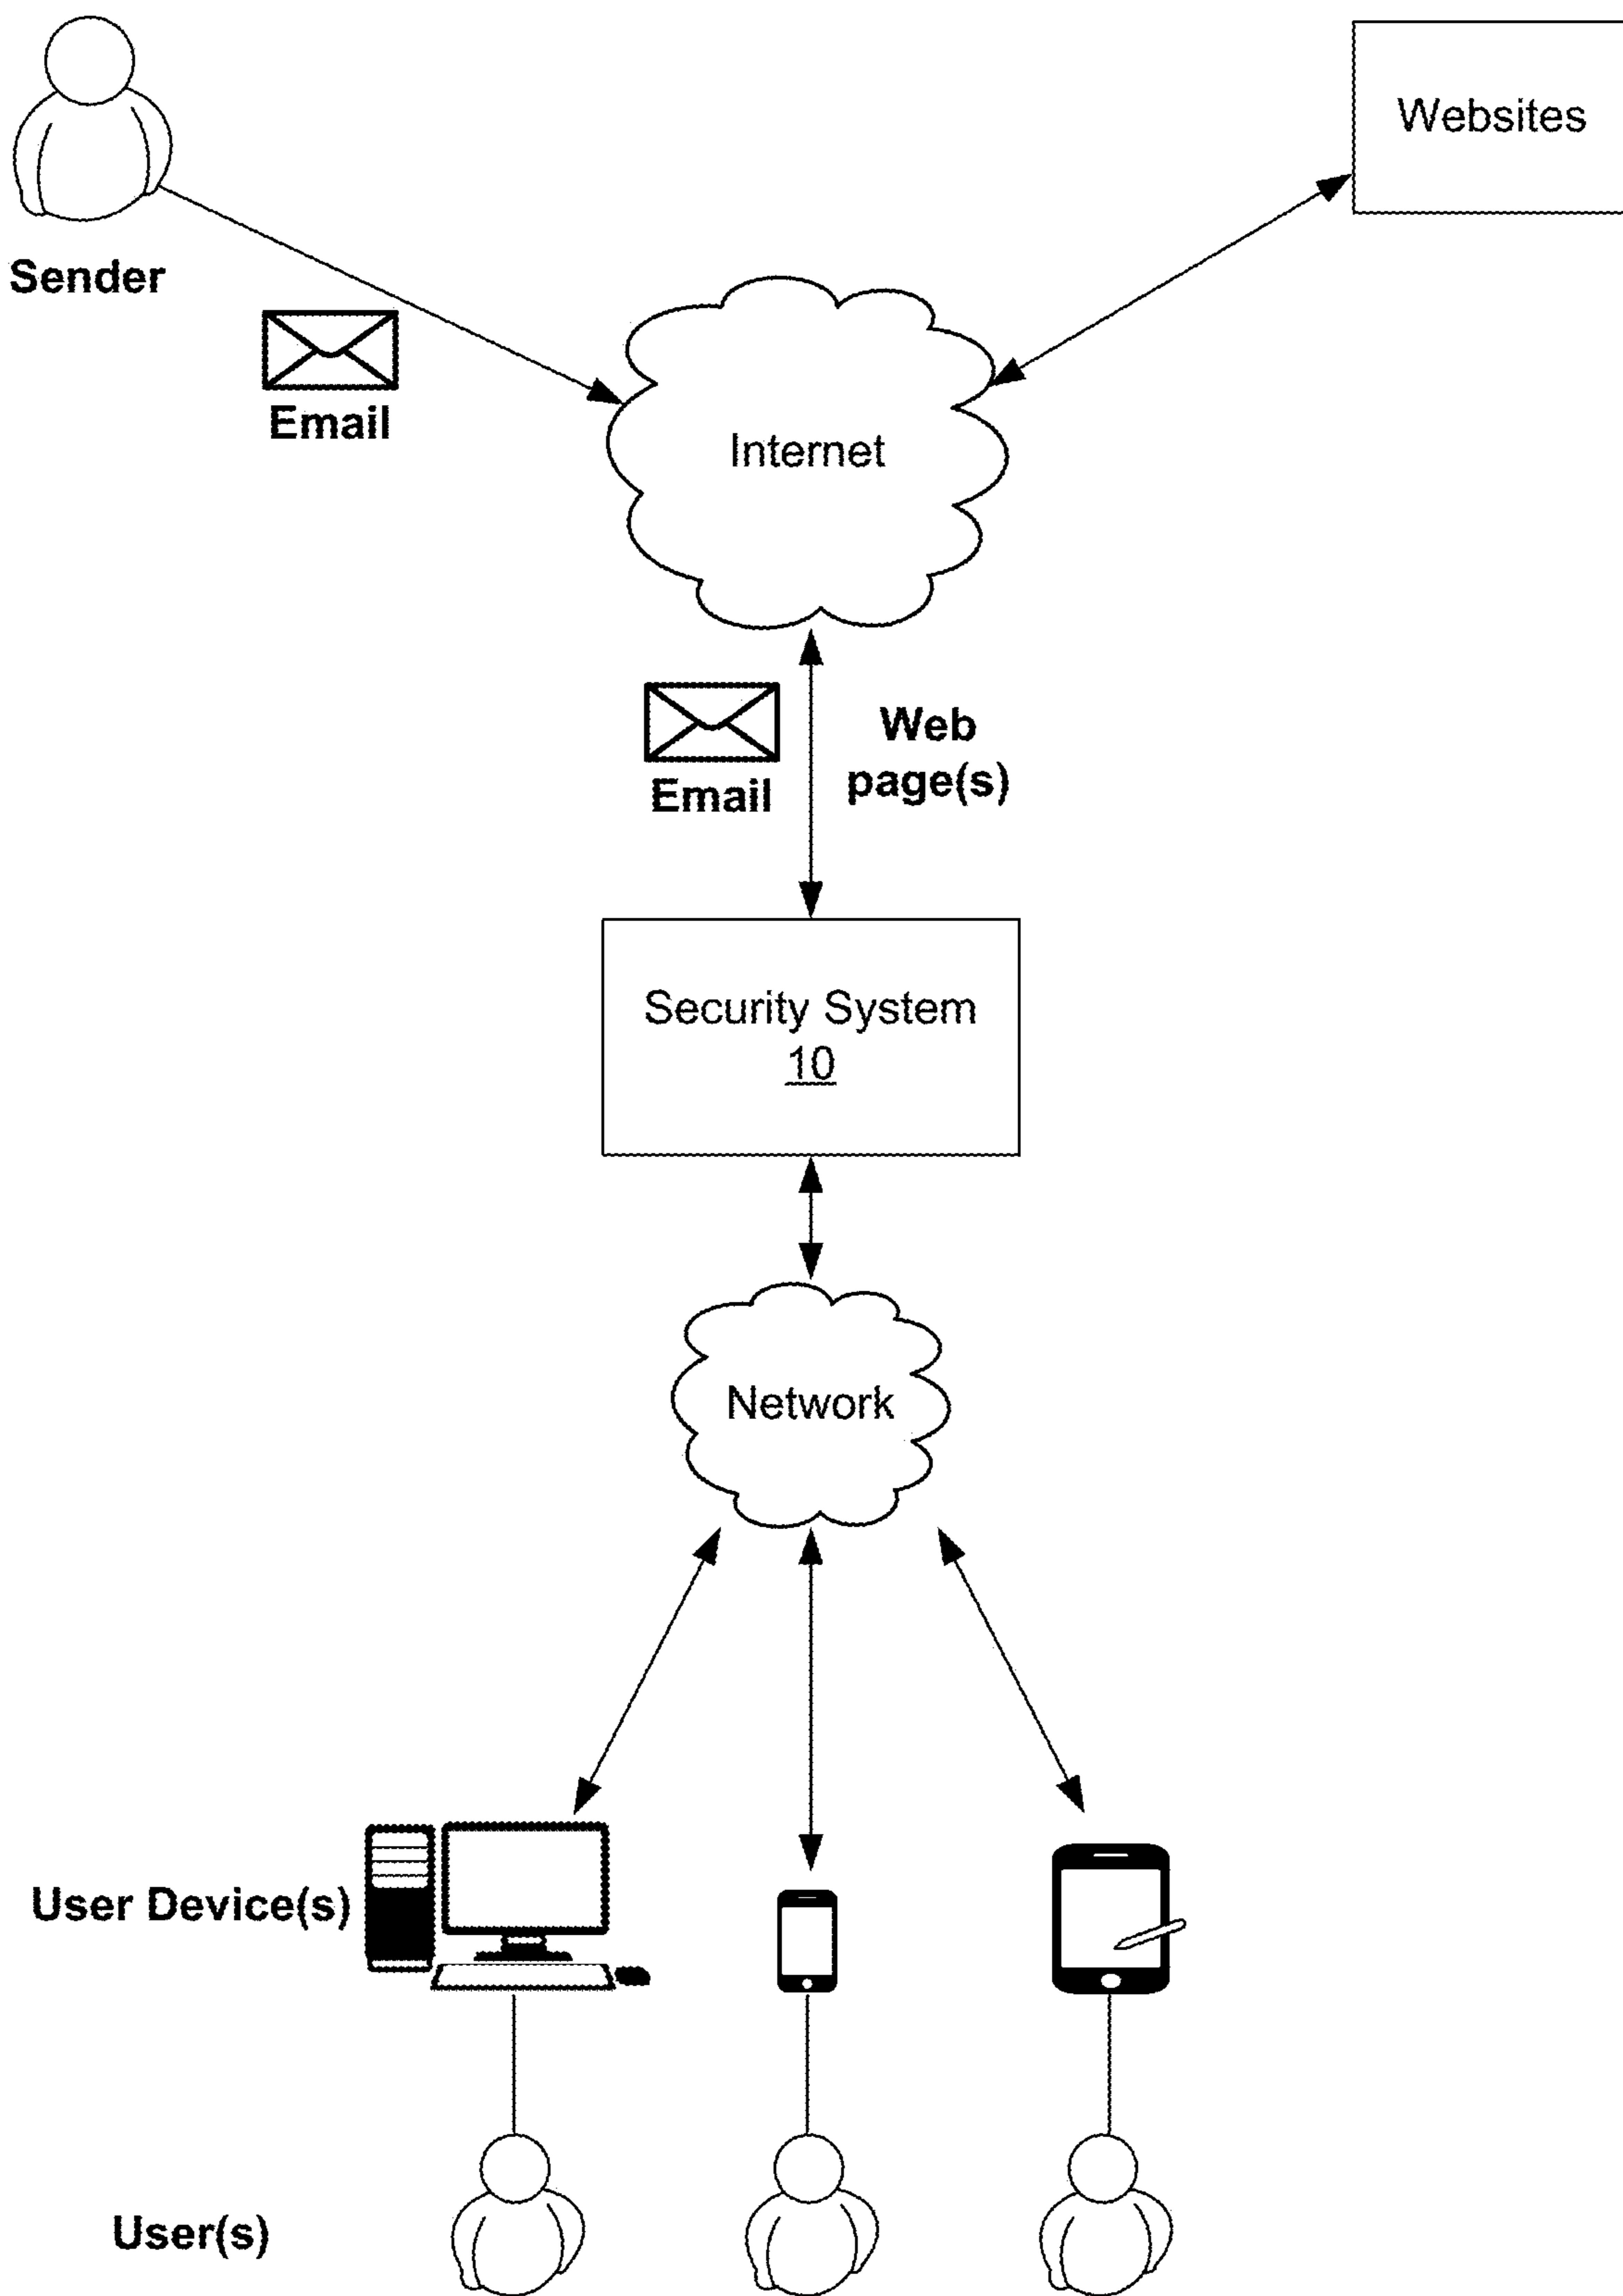 Websites
Sender
Email
Internet
Email
Web
page(s)
Security System
10
Network
User Device(s)
User(s)